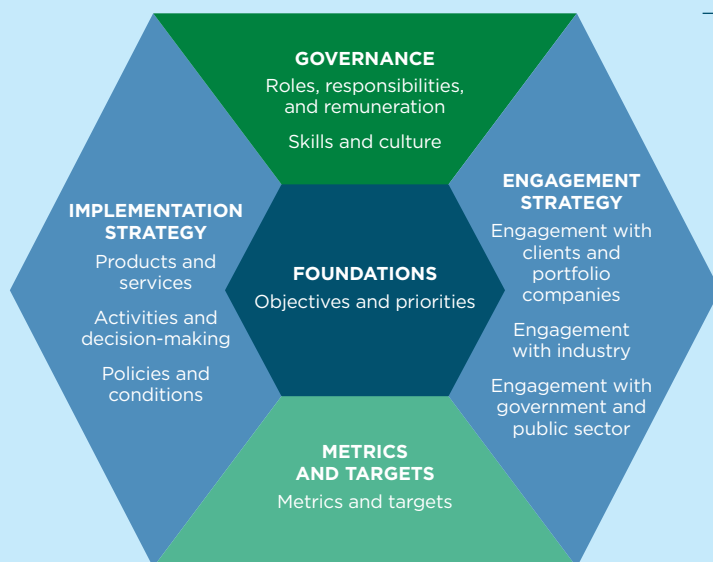 GOVERNANCE
Roles, responsibilities,
and remuneration
Skills and culture
IMPLEMENTATION
STRATEGY
Products and
services
Activities and
decision-making
Policies and
conditions
FOUNDATIONS
Objectives and priorities
ENGAGEMENT
STRATEGY
Engagement with
clients and
portfolio
companies
Engagement
with industry
Engagement with
government and
public sector
METRICS
AND TARGETS
Metrics and targets